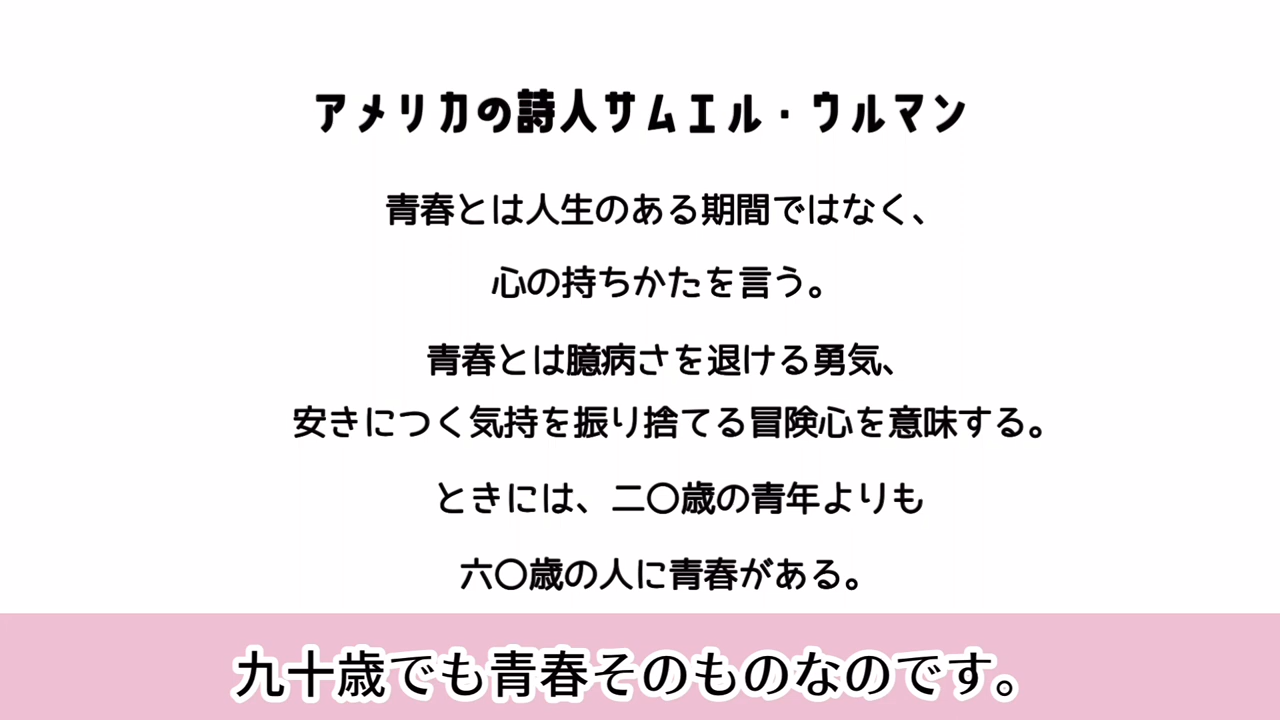 アメリカの詩人サムエル・ウルマン
青春とは人生のある期間ではなく、
心の持ちかたを言う。
青春とは臆病さを退ける勇気、
安きにつく気持を振り捨てる冒険心を意味する。
ときには、二〇歳の青年よりも
六〇歳の人に青春がある。
九十歳でも青春そのものなのです。